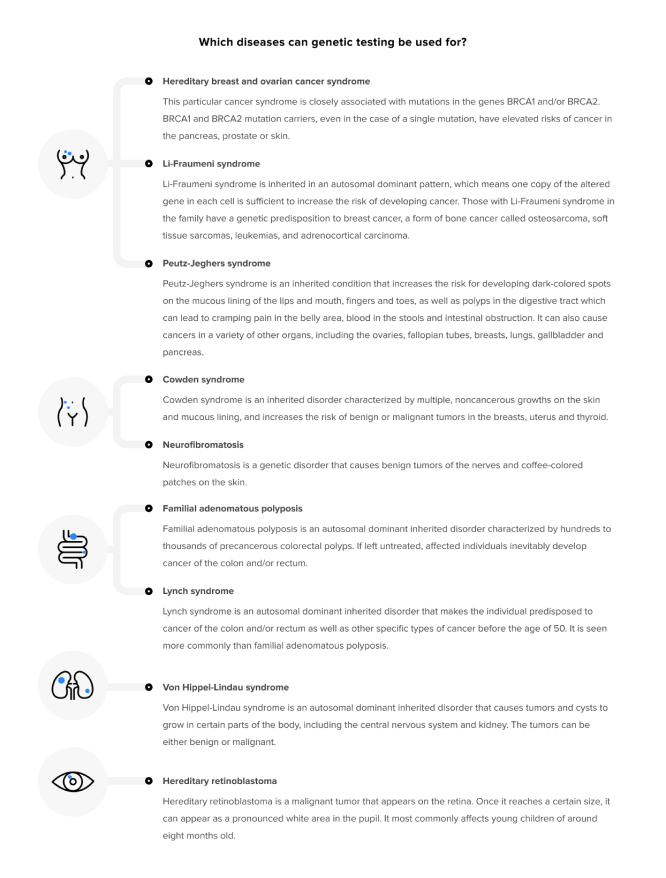 Which diseases can genetic testing be used for?
Hereditary breast and ovarian cancer syndrome
This particular cancer syndrome is closely associated with mutations in the genes BRCA1 and/or BRCA2.
BRCA1 and BRCA2 mutation carriers, even in the case of a single mutation, have elevated risks of cancer in
the pancreas, prostate or skin.
Li-Fraumeni syndrome
Li-Fraumeni syndrome is inherited in an autosomal dominant pattern, which means one copy of the altered
gene in each cell is sufficient to increase the risk of developing cancer. Those with Li-Fraumeni syndrome in
the family have a genetic predisposition to breast cancer, a form of bone cancer called osteosarcoma, soft
tissue sarcomas, leukemias, and adrenocortical carcinoma.
Peutz-Jeghers syndrome
Peutz-Jeghers syndrome is an inherited condition that increases the risk for developing dark-colored spots
on the mucous lining of the lips and mouth, fingers and toes, as well as polyps in the digestive tract which
can lead to cramping pain in the belly area, blood in the stools and intestinal obstruction. It can also cause
cancers in a variety of other organs, including the ovaries, fallopian tubes, breasts, lungs, gallbladder and
pancreas.
Cowden syndrome
Cowden syndrome is an inherited disorder characterized by multiple, noncancerous growths on the skin
and mucous lining, and increases the risk of benign or malignant tumors in the breasts, uterus and thyroid.
Neurofibromatosis
Neurofibromatosis is a genetic disorder that causes benign tumors of the nerves and coffee-colored
patches on the skin.
Familial adenomatous polyposis
Familial adenomatous polyposis is an autosomal dominant inherited disorder characterized by hundreds to
thousands of precancerous colorectal polyps. If left untreated, affected individuals inevitably develop
cancer of the colon and/or rectum.
Lynch syndrome
Lynch syndrome is an autosomal dominant inherited disorder that makes the individual predisposed to
cancer of the colon and/or rectum as well as other specific types of cancer before the age of 50. It is seen
more commonly than familial adenomatous polyposis.
Von Hippel-Lindau syndrome
Von Hippel-Lindau syndrome is an autosomal dominant inherited disorder that causes tumors and cysts to
grow in certain parts of the body, including the central nervous system and kidney. The tumors can be
either benign or malignant.
Hereditary retinoblastoma
Hereditary retinoblastoma is a malignant tumor that appears on the retina. Once it reaches a certain size, it
can appear as a pronounced white area in the pupil. It most commonly affects young children of around
eight months old.